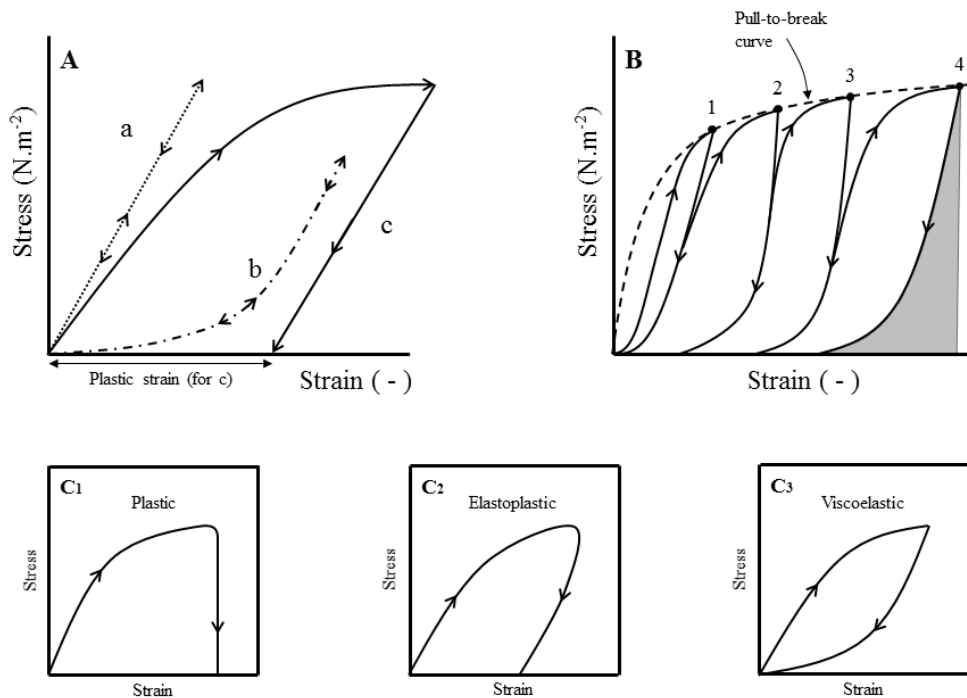 A
Stress (N.m-2)
a
b
c
Plastic strain (for c)
Strain ( - )
Pull-to-break
curve
B
Stress (N.m-2)
1
2
3
4
Strain ( - )
C1
Plastic
Stress
Strain
C2
Elastoplastic
Stress
Strain
C3
Viscoelastic
Stress
Strain